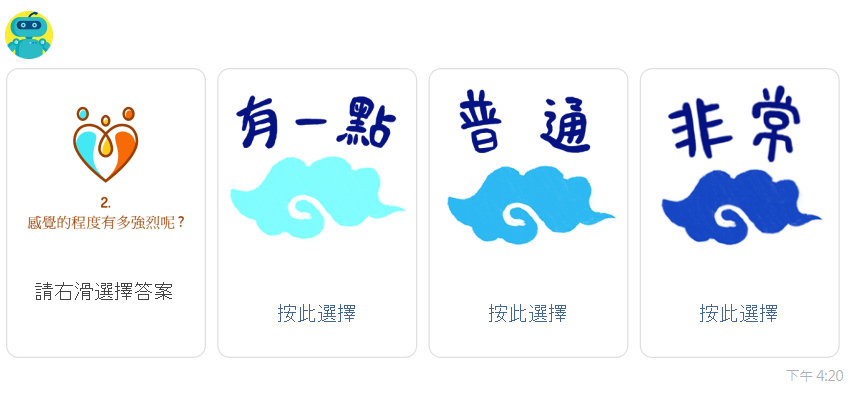 2.
感覺的程度有多強烈呢?
請右滑選擇答案
有一點
按此選擇
普通
按此選擇
非常
按此選擇
下午 4:20